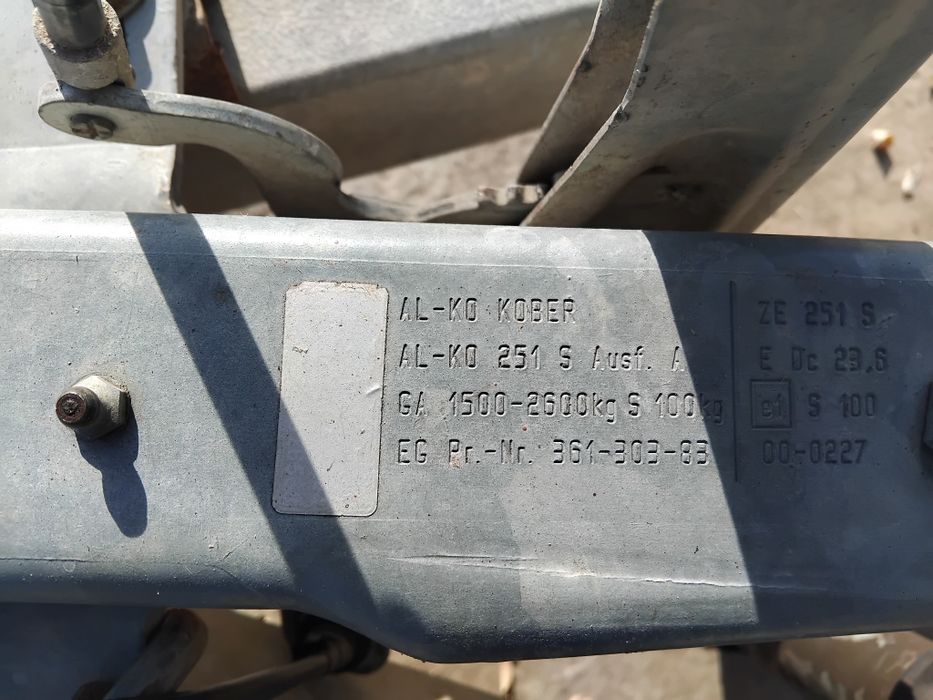 AL-KO KOBER
AL-KO 251 S Ausf. A
GA 1500-2600kg S 100kg
EG Pr.-Nr. 361-303-83
ZE 251 S
E Dc 23,6
e1 S 100
00-0227